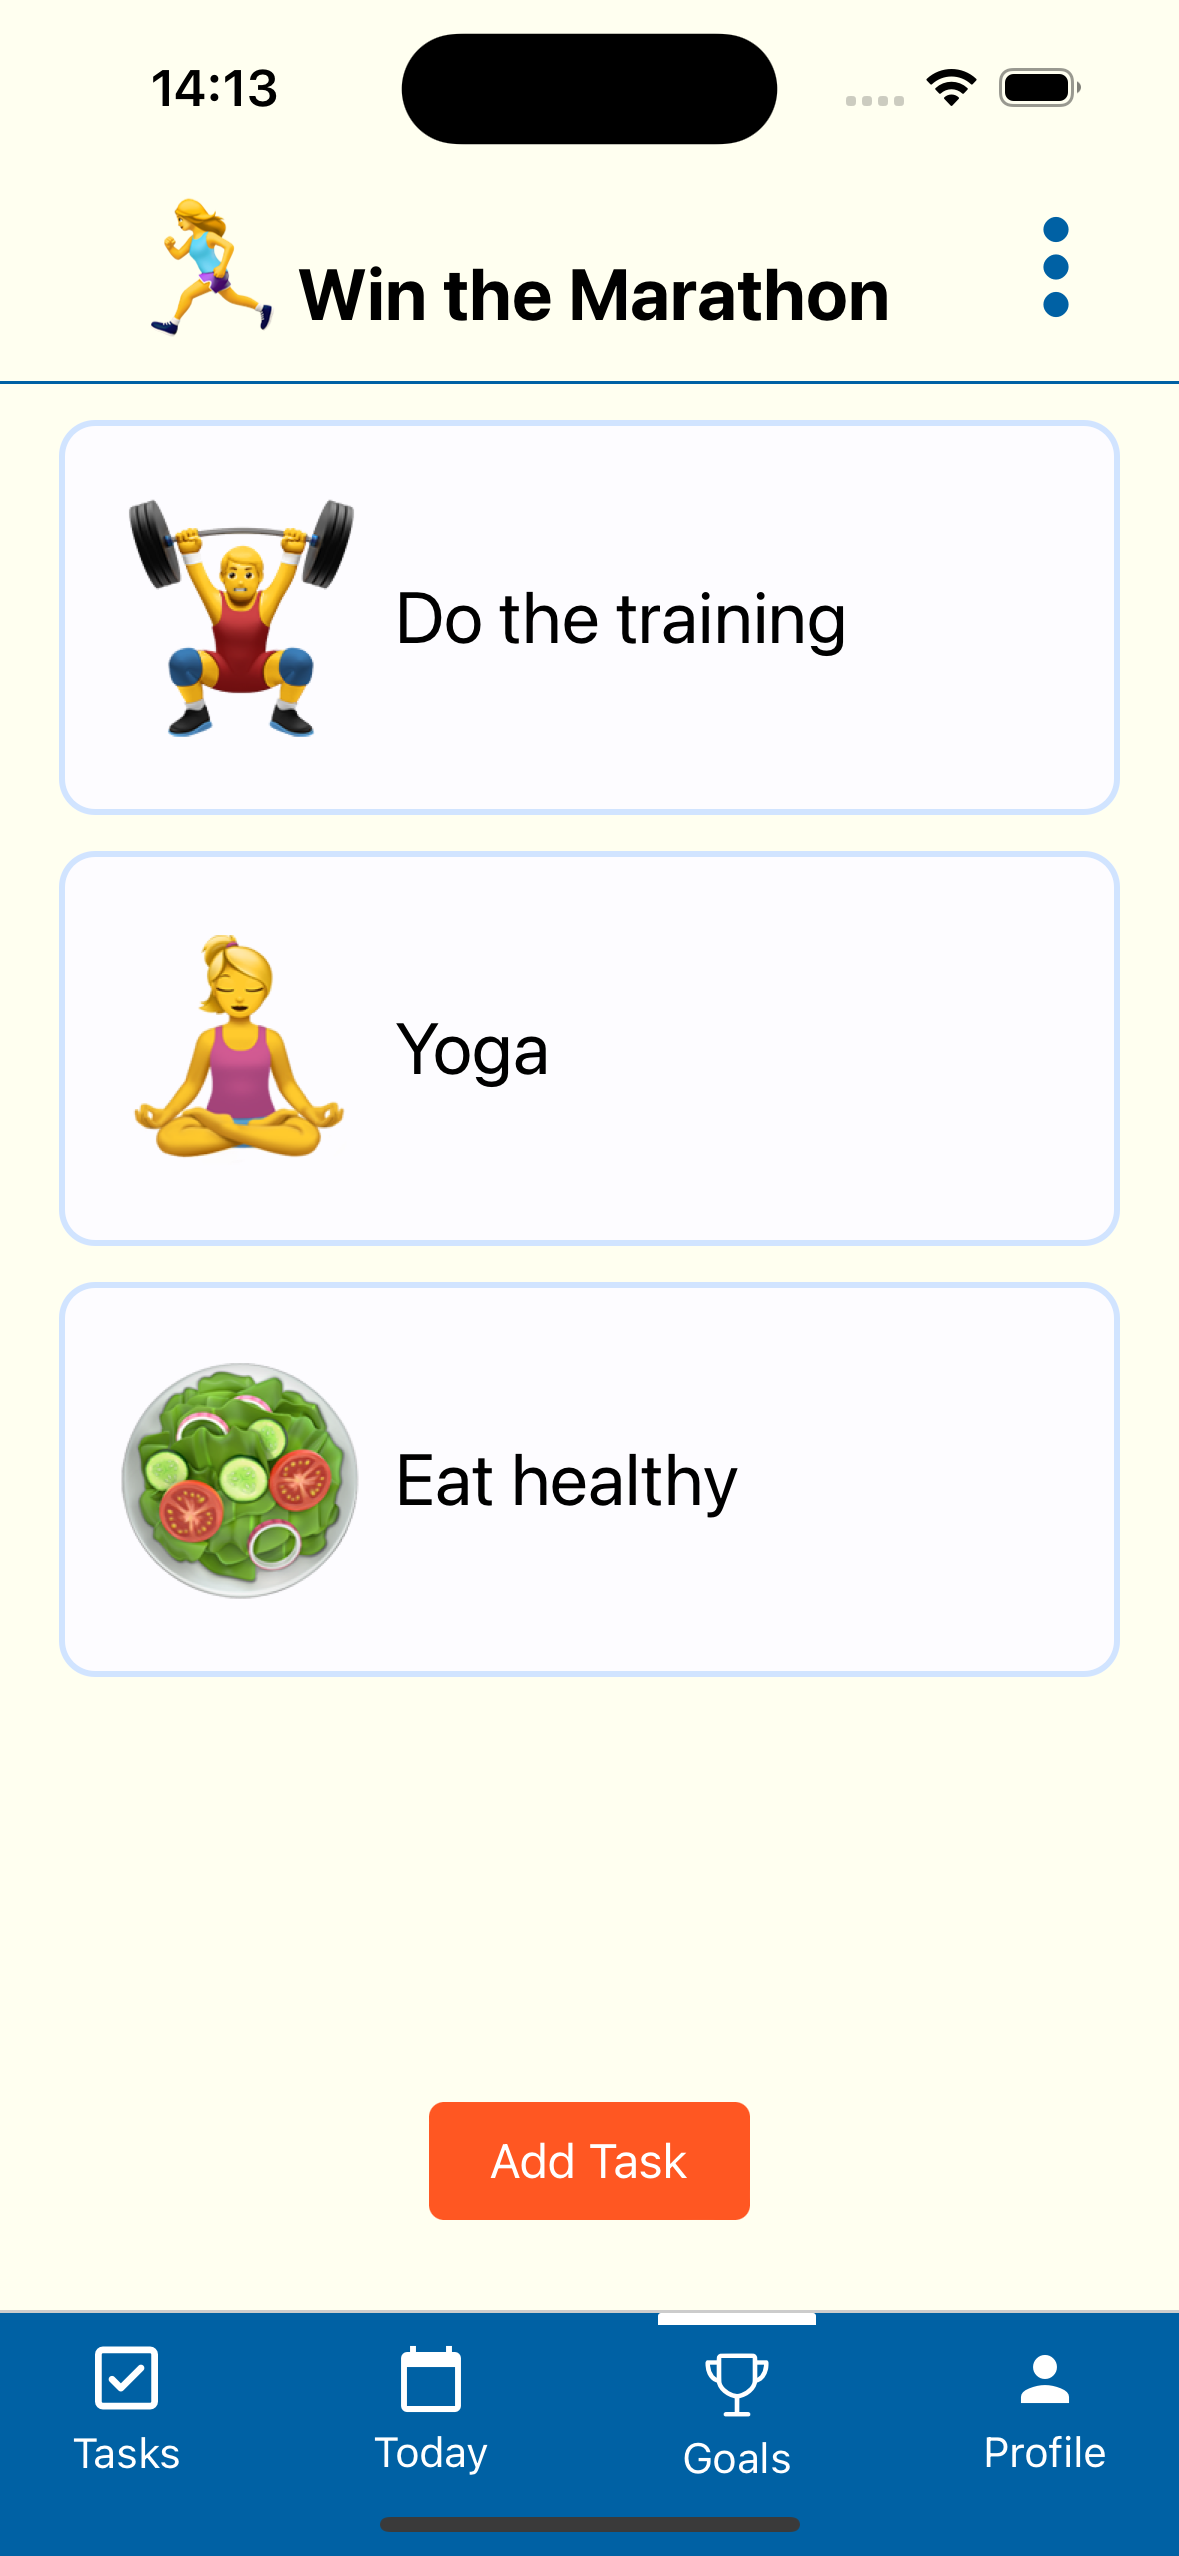 14:13
Win the Marathon
Do the training
Yoga
Eat healthy
Add Task
Tasks
Today
Goals
Profile